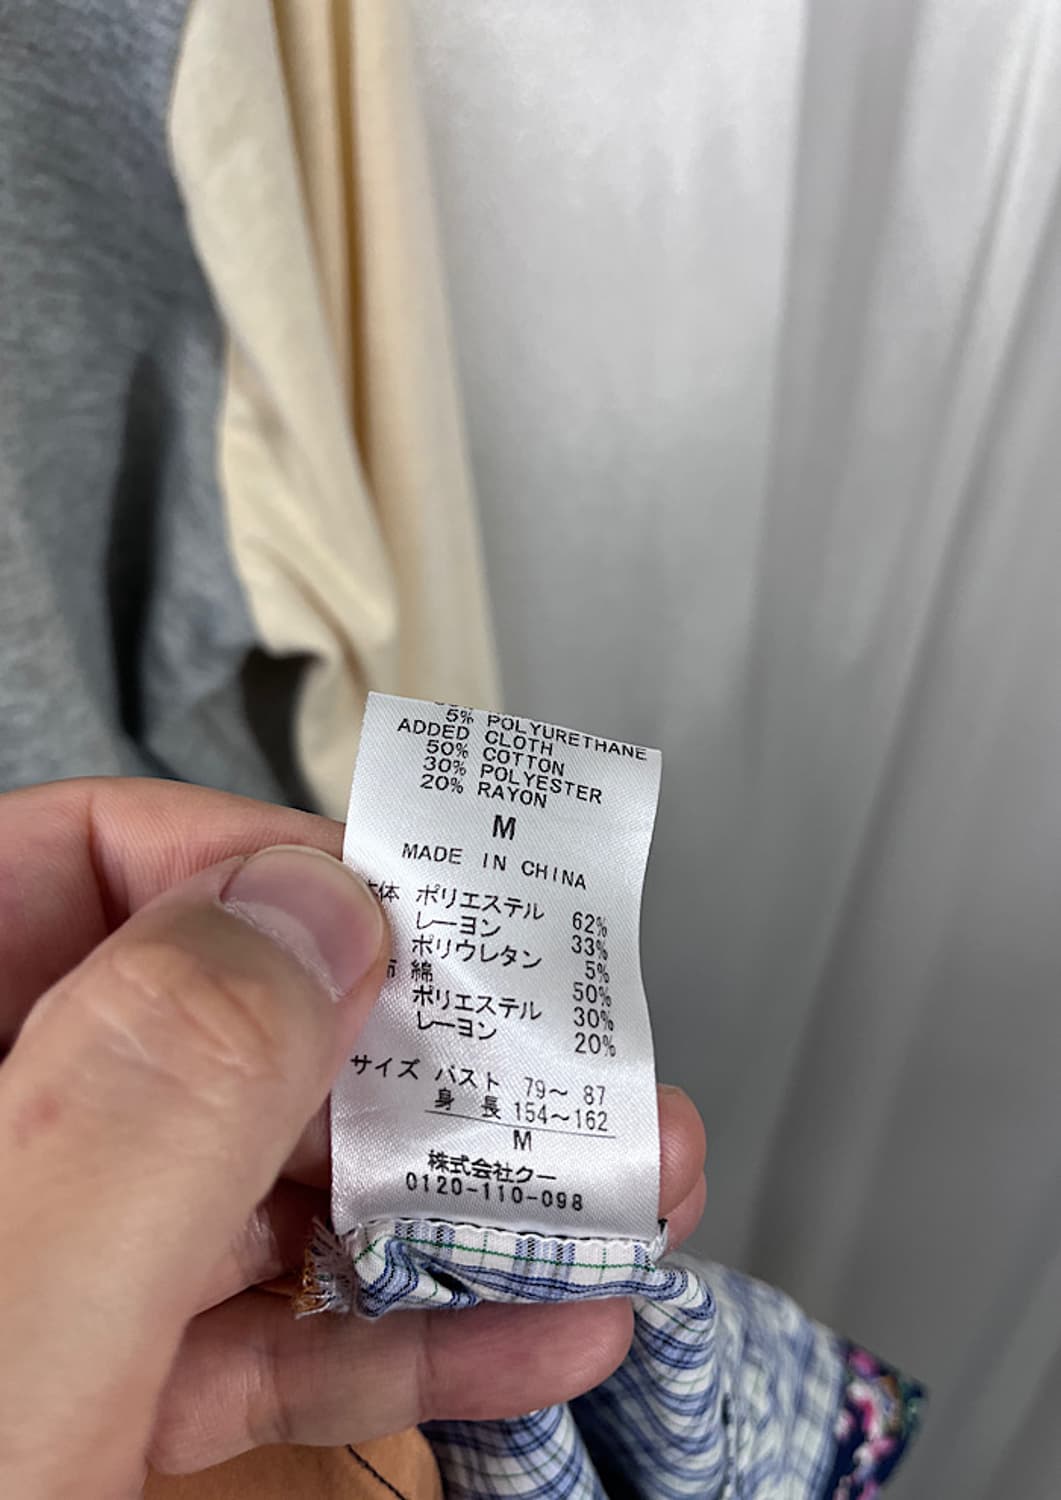 5% POLYURETHANE
ADDED CLOTH
50% COTTON
30% POLYESTER
20% RAYON
M
MADE IN CHINA
体 ポリエステル 62%
レーヨン 33%
ポリウレタン 5%
布 綿 50%
ポリエステル 30%
レーヨン 20%
サイズ バスト 79〜 87
身 長 154〜162
M
株式会社クー
0120-110-098